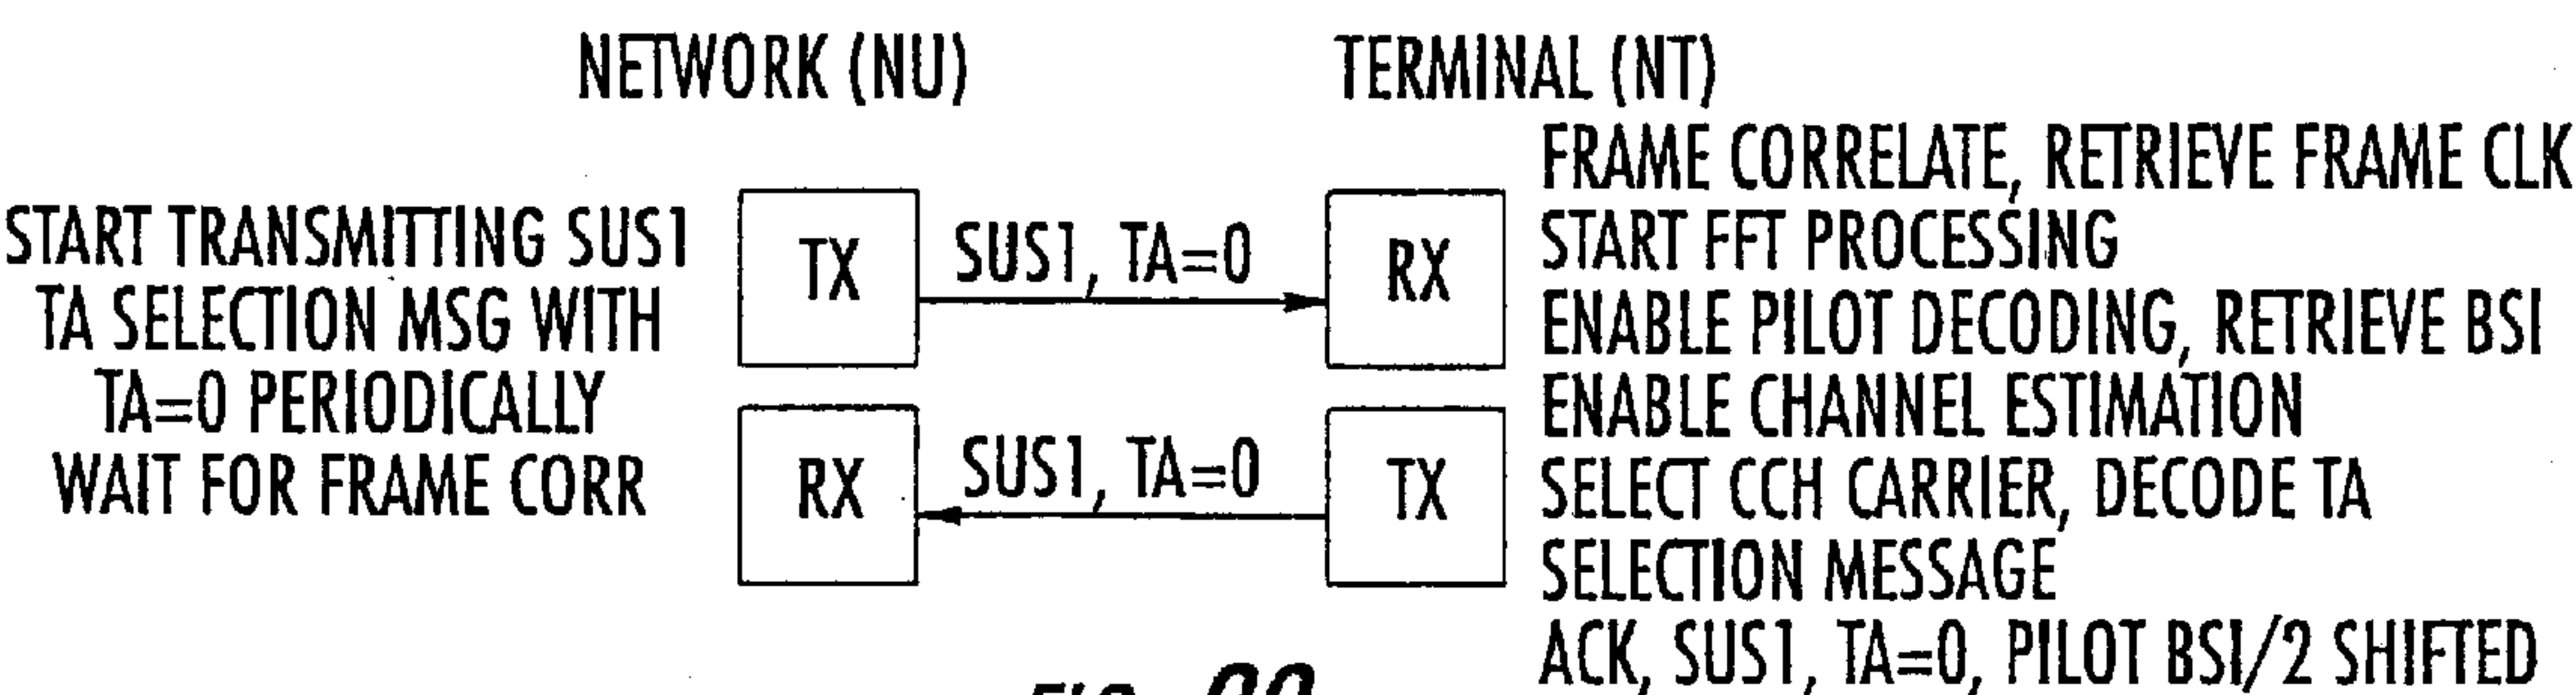 NETWORK (NU)
TERMINAL (NT)
START TRANSMITTING SUS1
TA SELECTION MSG WITH
TA=0 PERIODICALLY
WAIT FOR FRAME CORR
TX
SUS1, TA=0
RX
RX
SUS1, TA=0
TX
FRAME CORRELATE, RETRIEVE FRAME CLK
START FFT PROCESSING
ENABLE PILOT DECODING, RETRIEVE BSI
ENABLE CHANNEL ESTIMATION
SELECT CCH CARRIER, DECODE TA
SELECTION MESSAGE
ACK, SUS1, TA=0, PILOT BSI/2 SHIFTED